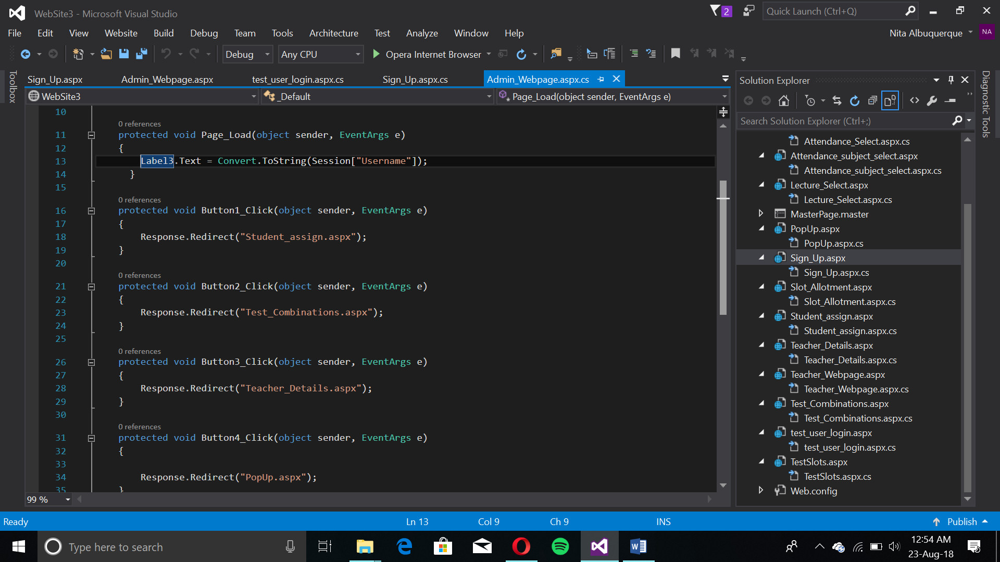 WebSite3 - Microsoft Visual Studio
2
Quick Launch (Ctrl+Q)
File Edit View Website Build Debug Team Tools Architecture Test Analyze Window Help
Nita Albuquerque NA
Debug Any CPU Opera Internet Browser
Toolbox
Sign_Up.aspx Admin_Webpage.aspx test_user_login.aspx.cs Sign_Up.aspx.cs Admin_Webpage.aspx.cs
WebSite3 _Default Page_Load(object sender, EventArgs e)
10
0 references
11 protected void Page_Load(object sender, EventArgs e)
12 {
13 Label3.Text = Convert.ToString(Session["Username"]);
14 }
15
0 references
16 protected void Button1_Click(object sender, EventArgs e)
17 {
18 Response.Redirect("Student_assign.aspx");
19 }
20
0 references
21 protected void Button2_Click(object sender, EventArgs e)
22 {
23 Response.Redirect("Test_Combinations.aspx");
24 }
25
0 references
26 protected void Button3_Click(object sender, EventArgs e)
27 {
28 Response.Redirect("Teacher_Details.aspx");
29 }
30
0 references
31 protected void Button4_Click(object sender, EventArgs e)
32 {
33
34 Response.Redirect("PopUp.aspx");
35 }
99 %
Solution Explorer
Search Solution Explorer (Ctrl+;)
Attendance_Select.aspx.cs
Attendance_subject_select.aspx
Attendance_subject_select.aspx.cs
Lecture_Select.aspx
Lecture_Select.aspx.cs
MasterPage.master
PopUp.aspx
PopUp.aspx.cs
Sign_Up.aspx
Sign_Up.aspx.cs
Slot_Allotment.aspx
Slot_Allotment.aspx.cs
Student_assign.aspx
Student_assign.aspx.cs
Teacher_Details.aspx
Teacher_Details.aspx.cs
Teacher_Webpage.aspx
Teacher_Webpage.aspx.cs
Test_Combinations.aspx
Test_Combinations.aspx.cs
test_user_login.aspx
test_user_login.aspx.cs
TestSlots.aspx
TestSlots.aspx.cs
Web.config
Diagnostic Tools
Ready Ln 13 Col 9 Ch 9 INS Publish
Type here to search
12:54 AM
23-Aug-18